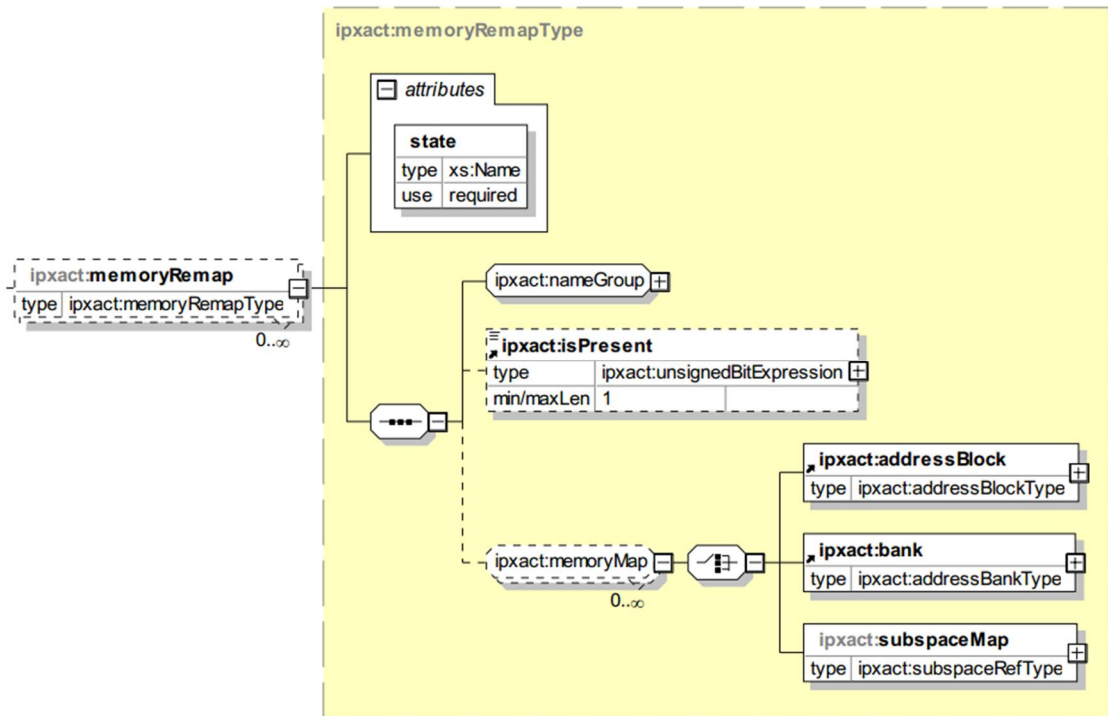 ipxact:memoryRemapType
attributes
state
type xs:Name
use required
ipxact:memoryRemap
type ipxact:memoryRemapType
0..∞
ipxact:nameGroup
ipxact:isPresent
type ipxact:unsignedBitExpression
min/maxLen 1
ipxact:addressBlock
type ipxact:addressBlockType
ipxact:memoryMap
0..∞
ipxact:bank
type ipxact:addressBankType
ipxact:subspaceMap
type ipxact:subspaceRefType